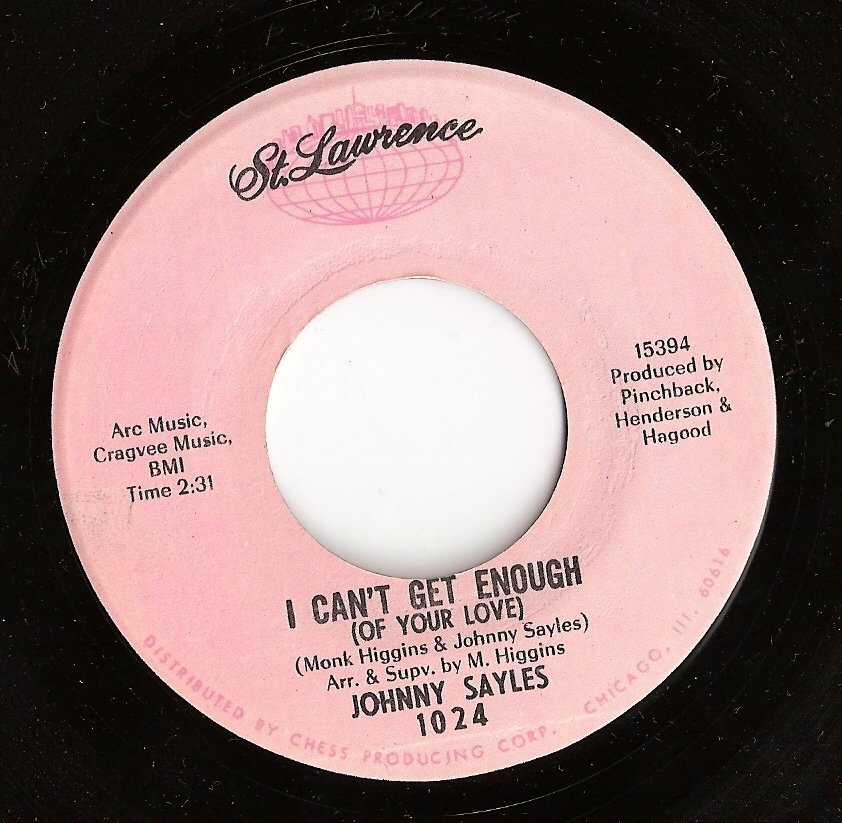 St. Lawrence
15394
Produced by
Pinchback,
Henderson &
Hagood
Arc Music,
Cragvee Music,
BMI
Time 2:31
I CAN'T GET ENOUGH
(OF YOUR LOVE)
(Monk Higgins & Johnny Sayles)
Arr. & Supv. by M. Higgins
JOHNNY SAYLES
1024
DISTRIBUTED BY CHESS PRODUCING CORP. CHICAGO, Ill. 60616